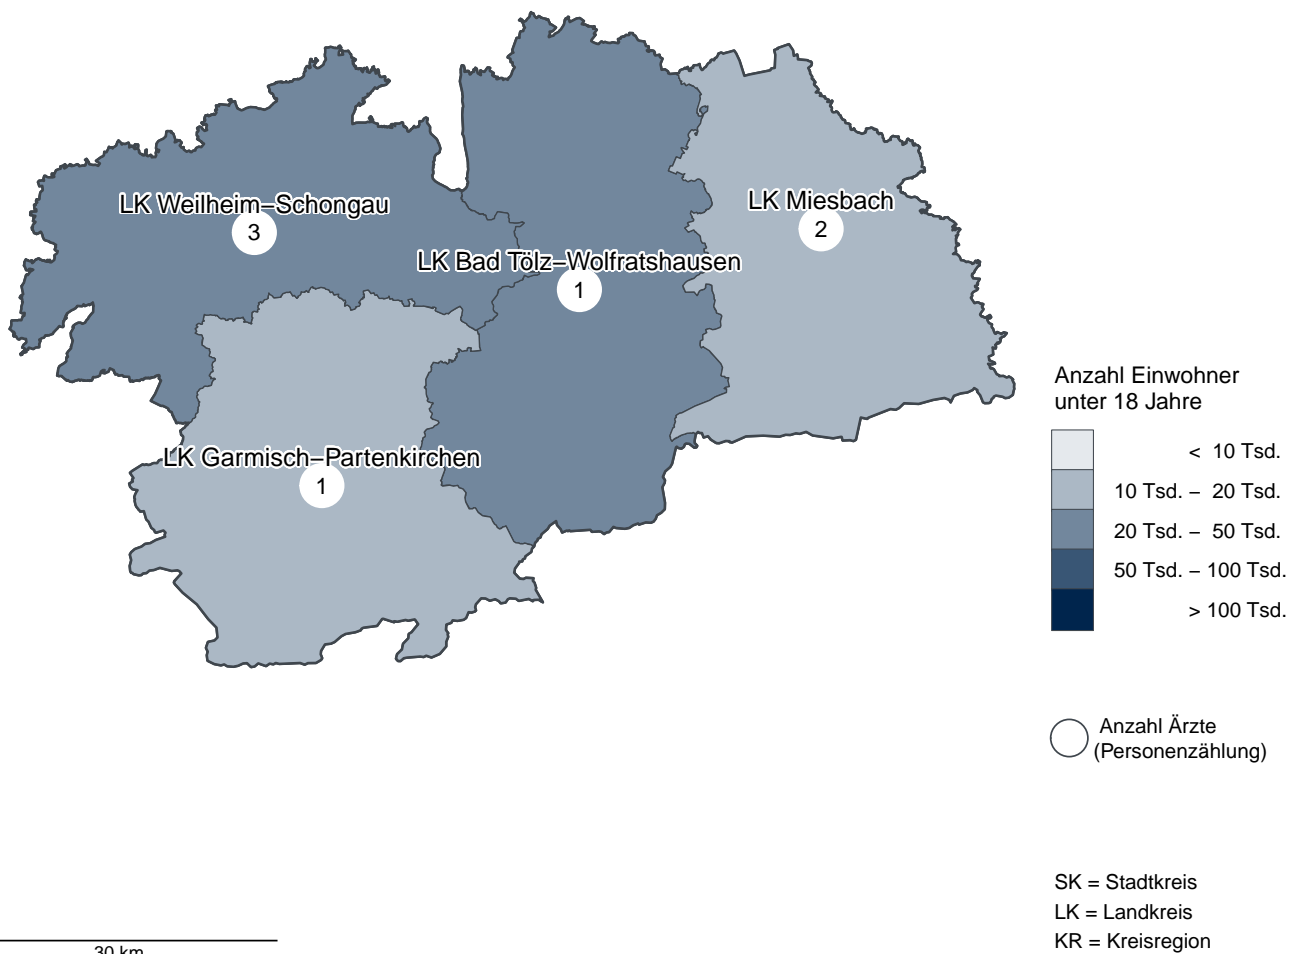 LK Weilheim–Schongau
3
LK Miesbach
2
LK Bad Tölz–Wolfratshausen
1
LK Garmisch–Partenkirchen
1
Anzahl Einwohner
unter 18 Jahre
< 10 Tsd.
10 Tsd. – 20 Tsd.
20 Tsd. – 50 Tsd.
50 Tsd. – 100 Tsd.
> 100 Tsd.
Anzahl Ärzte
(Personenzählung)
SK = Stadtkreis
LK = Landkreis
KR = Kreisregion
30 km